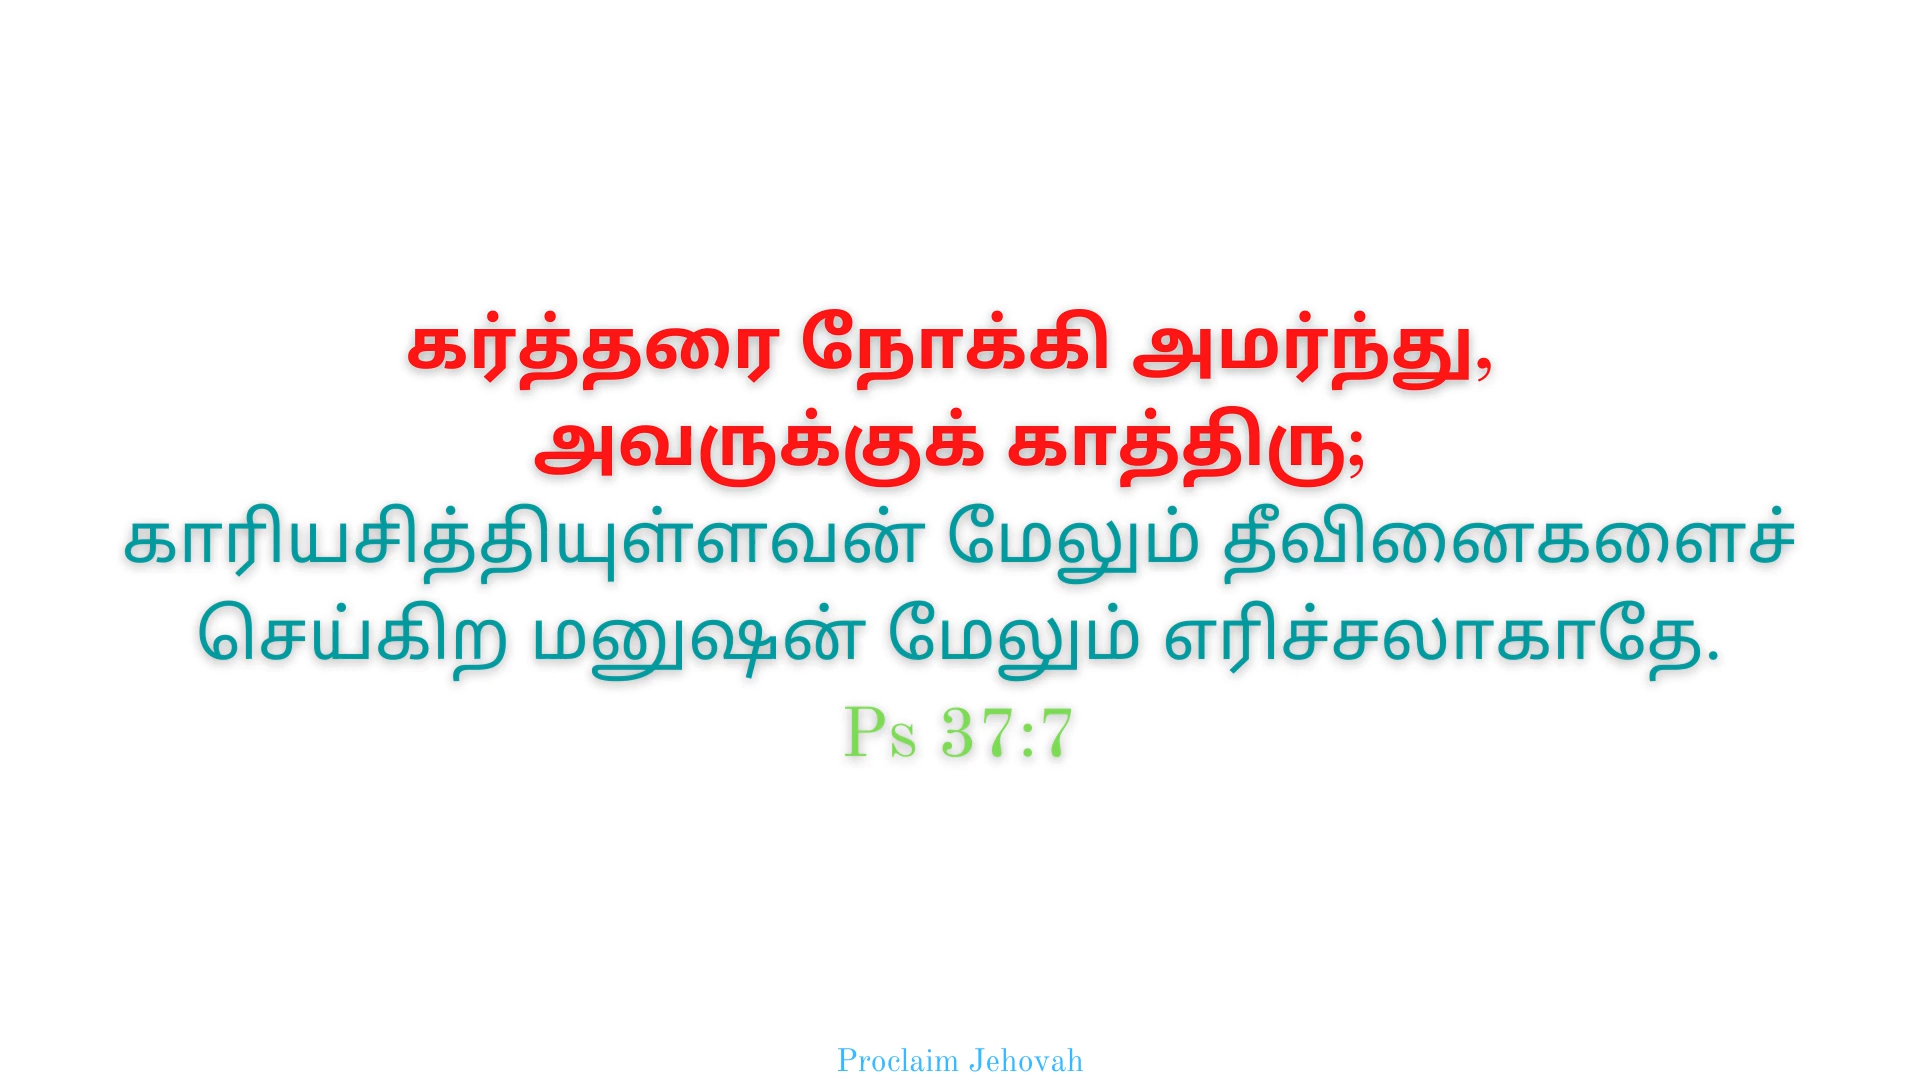 கர்த்தரை நோக்கி அமர்ந்து,
அவருக்குக் காத்திரு;
காரியசித்தியுள்ளவன் மேலும் தீவினைகளைச்
செய்கிற மனுஷன் மேலும் எரிச்சலாகாதே.
Ps 37:7
Proclaim Jehovah